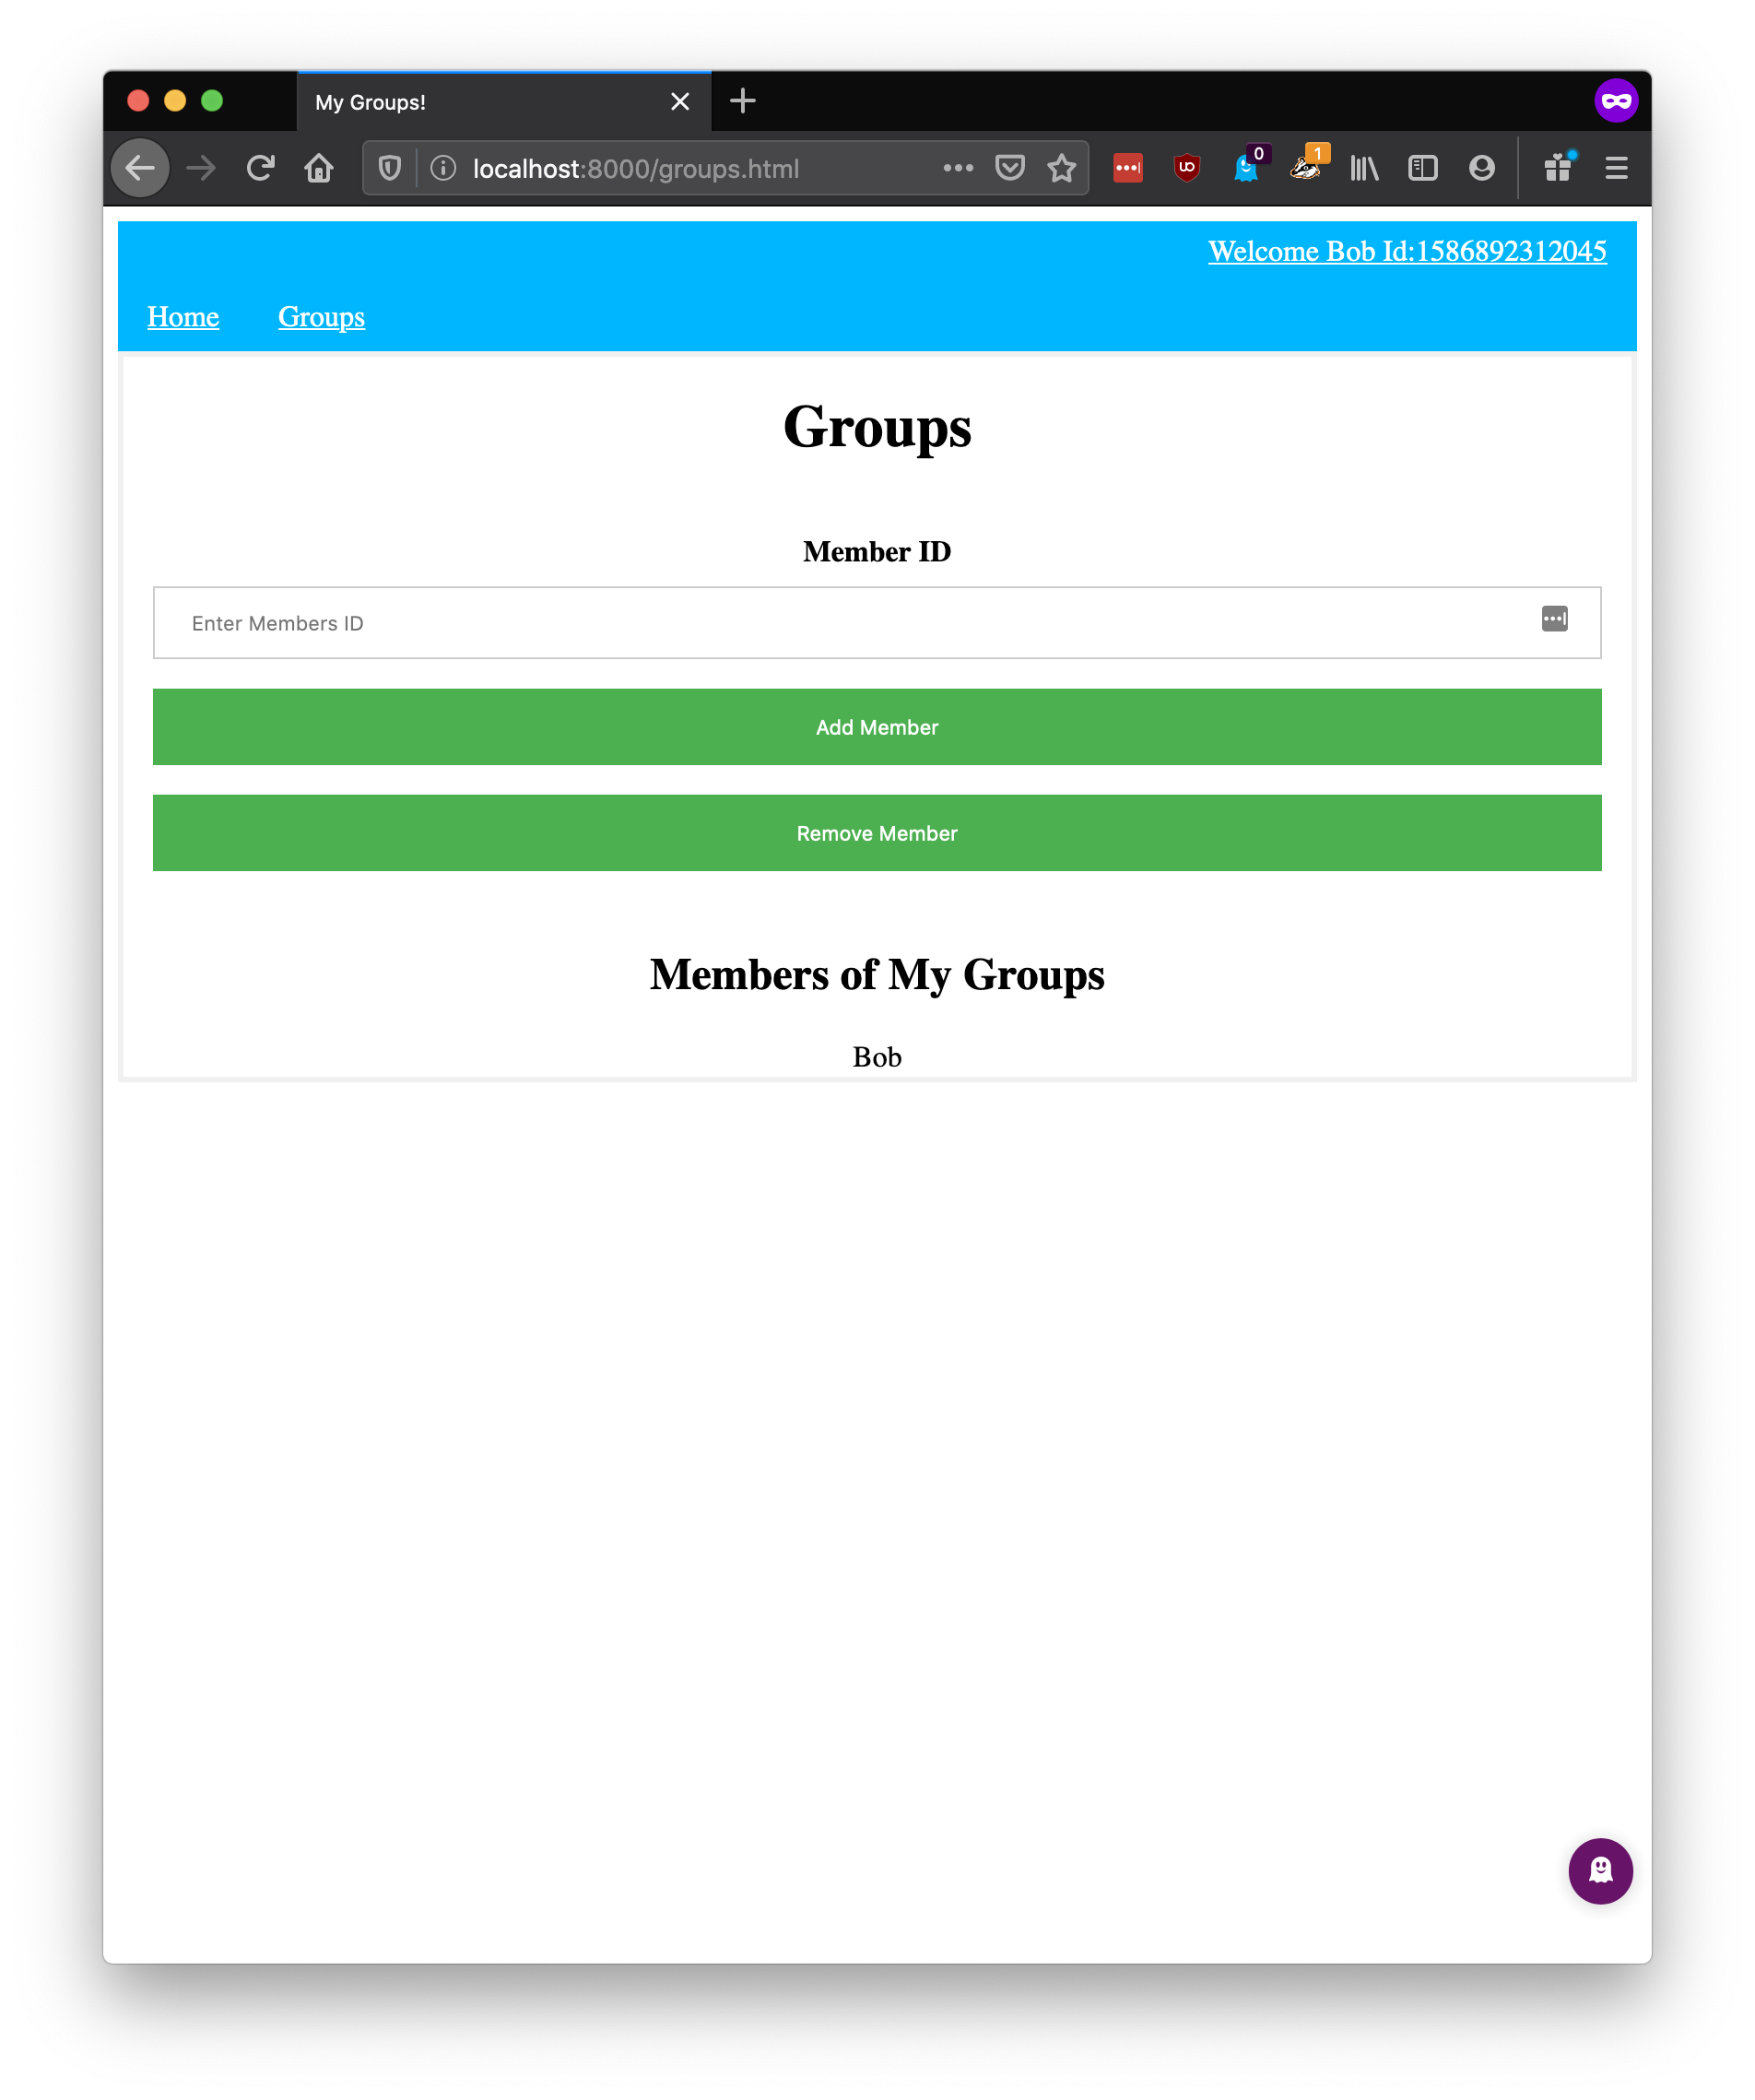 My Groups!
localhost:8000/groups.html
0
1
Welcome Bob Id:1586892312045
Home Groups
Groups
Member ID
Enter Members ID
Add Member
Remove Member
Members of My Groups
Bob